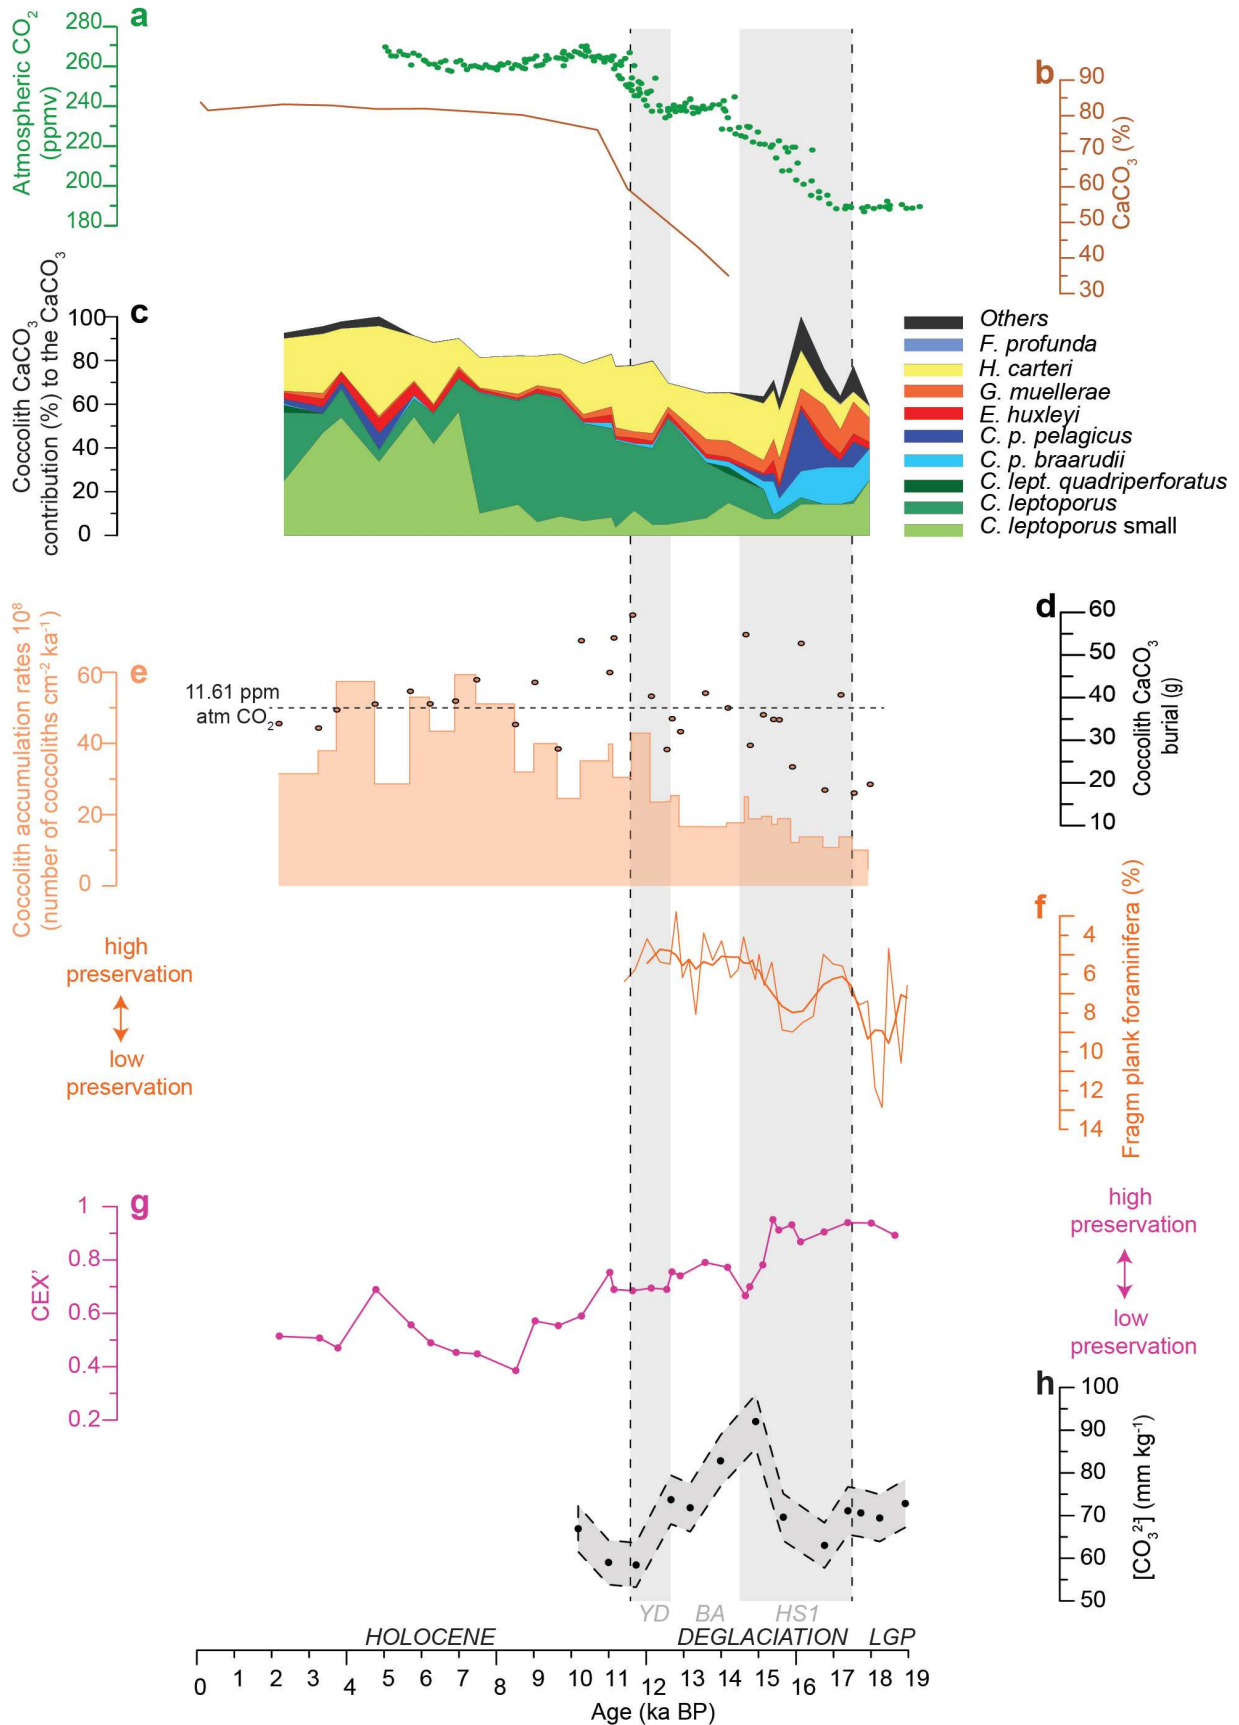 a
Atmospheric CO2
(ppmv)
280
260
240
220
200
180
b
90
80
70
60
50
40
30
CaCO3 (%)
c
Coccolith CaCO3
contribution (%) to the CaCO3
100
80
60
40
20
0
Others
F. profunda
H. carteri
G. muellerae
E. huxleyi
C. p. pelagicus
C. p. braarudii
C. lept. quadriperforatus
C. leptoporus
C. leptoporus small
d
60
50
40
30
20
10
Coccolith CaCO3
burial (g)
e
Coccolith accumulation rates 10⁸
(number of coccoliths cm⁻² ka⁻¹)
60
40
20
0
11.61 ppm
atm CO2
f
4
6
8
10
12
14
Fragm plank foraminifera (%)
high
preservation
low
preservation
g
CEX'
1
0.8
0.6
0.4
0.2
high
preservation
low
preservation
h
100
90
80
70
60
50
[CO3²⁻] (mm kg⁻¹)
YD BA HS1
HOLOCENE DEGLACIATION LGP
0 1 2 3 4 5 6 7 8 9 10 11 12 13 14 15 16 17 18 19
Age (ka BP)